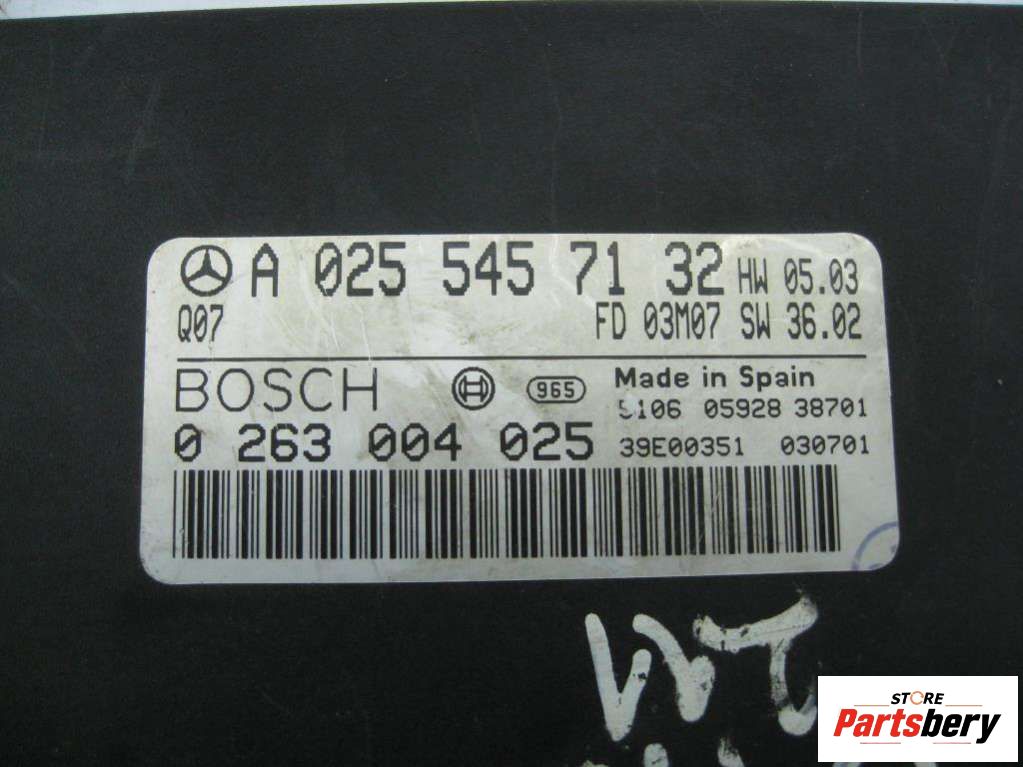 A 025 545 71 32 HW 05.03
Q07 FD 03M07 SW 36.02
BOSCH 965 Made in Spain
5106 05928 38701
0 263 004 025 39E00351 030701
STORE
Partsbery